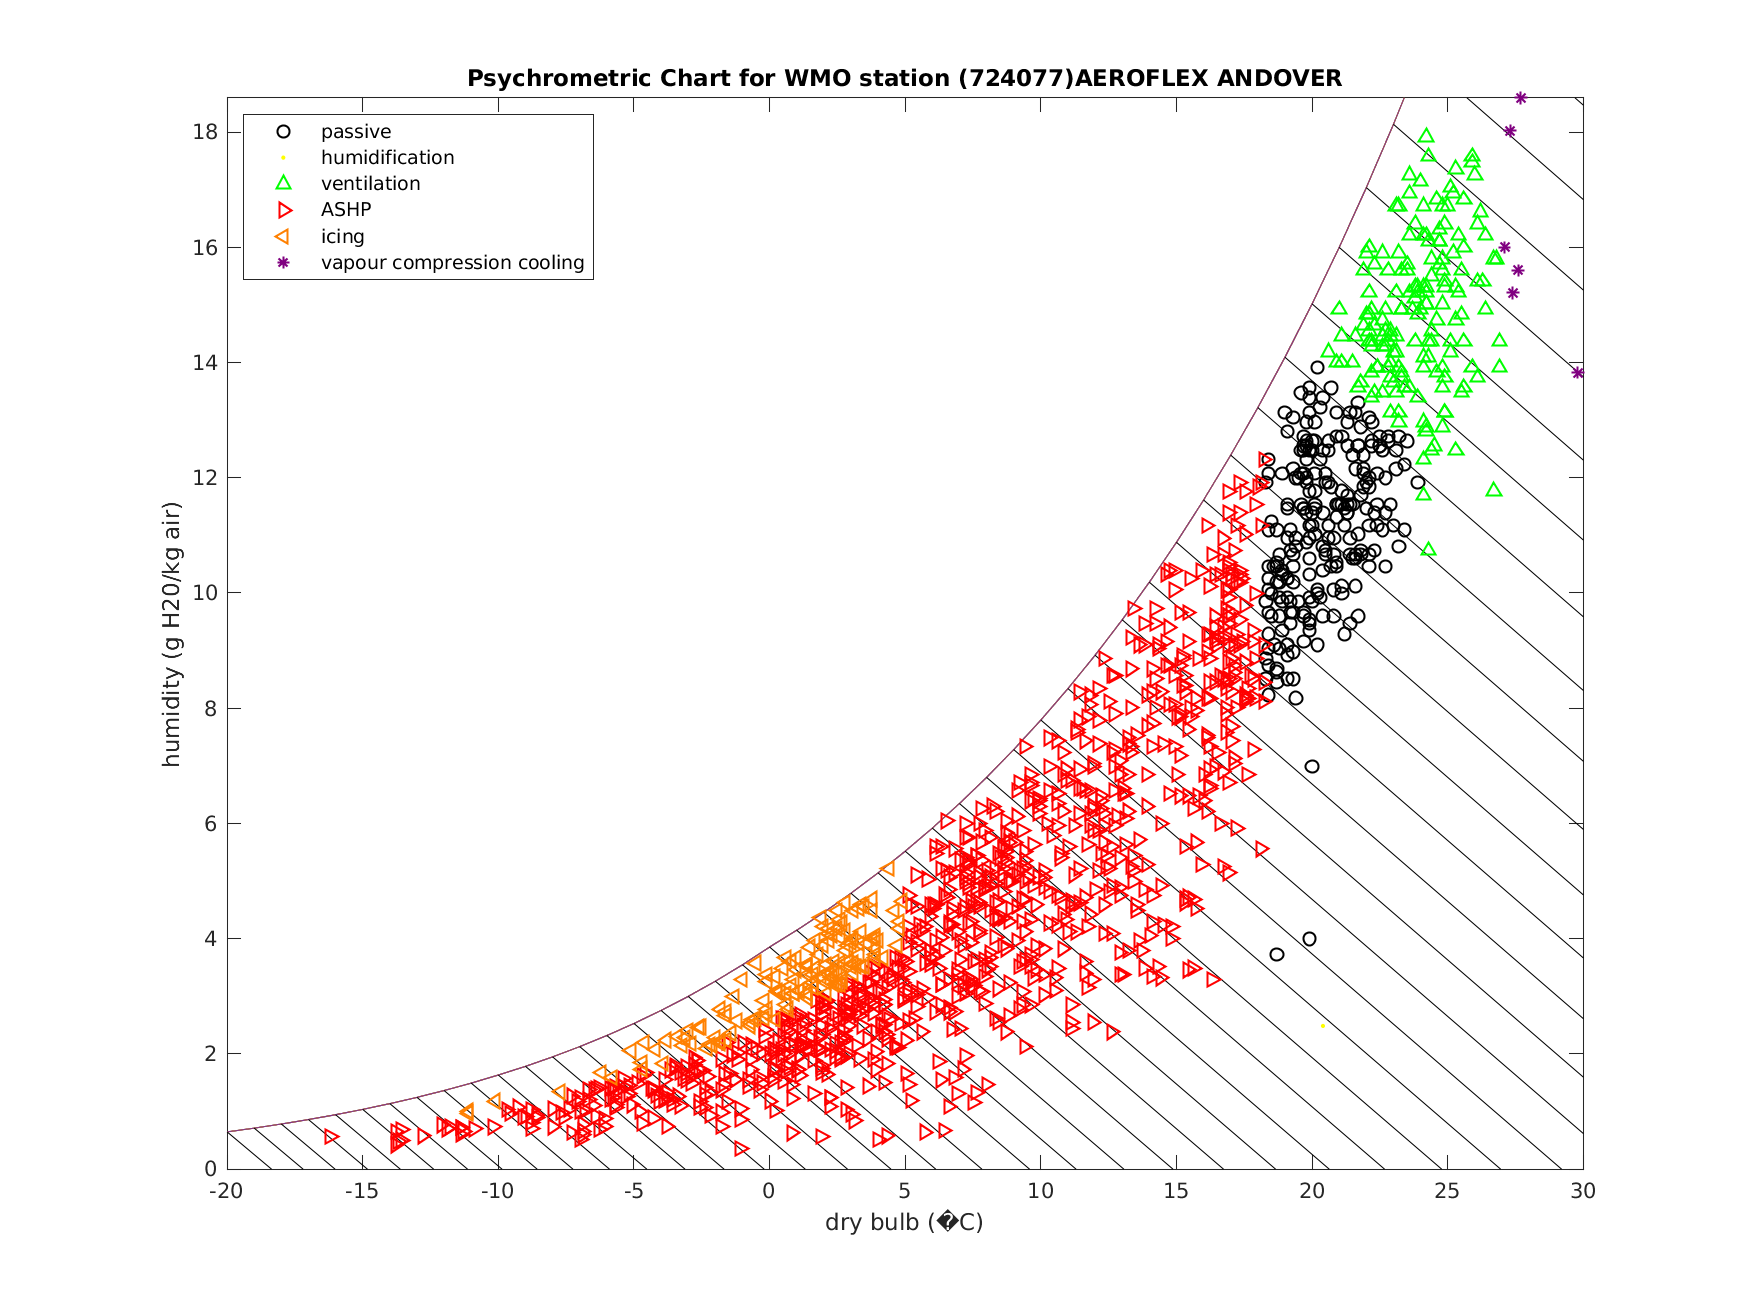 Psychrometric Chart for WMO station (724077)AEROFLEX ANDOVER
passive
humidification
ventilation
ASHP
icing
vapour compression cooling
humidity (g H20/kg air)
18
16
14
12
10
8
6
4
2
0
-20 -15 -10 -5 0 5 10 15 20 25 30
dry bulb (�C)